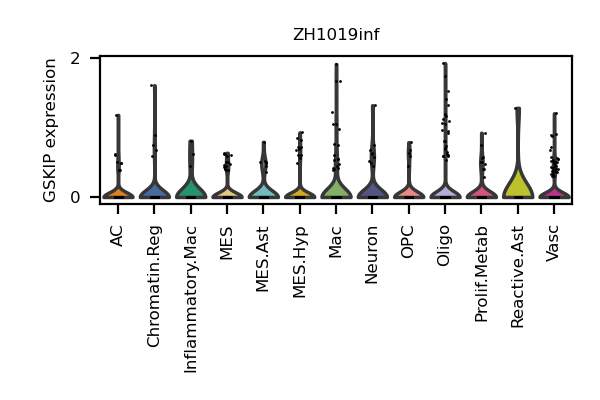 ZH1019inf
GSKIP expression
2
0
AC
Chromatin.Reg
Inflammatory.Mac
MES
MES.Ast
MES.Hyp
Mac
Neuron
OPC
Oligo
Prolif.Metab
Reactive.Ast
Vasc